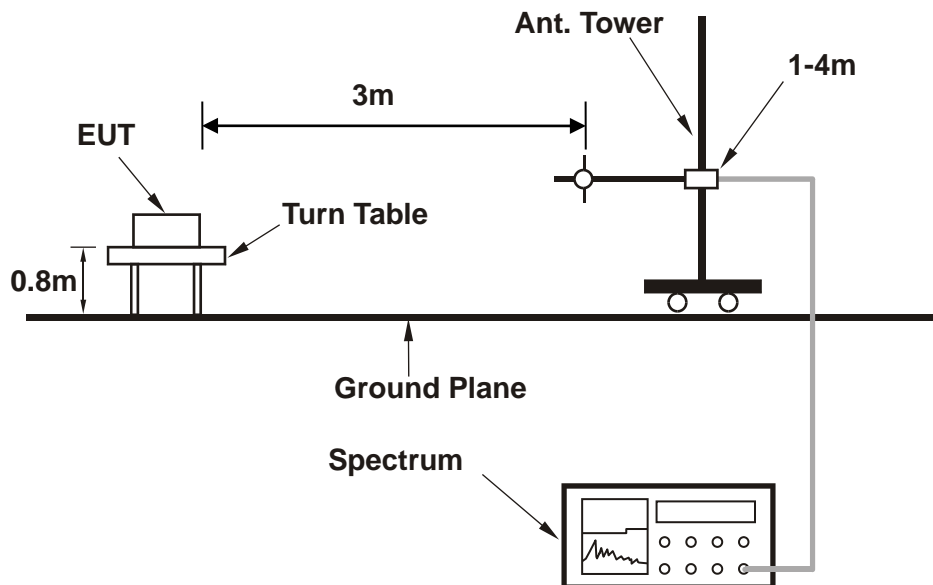 Ant. Tower
1-4m
3m
EUT
Turn Table
0.8m
Ground Plane
Spectrum